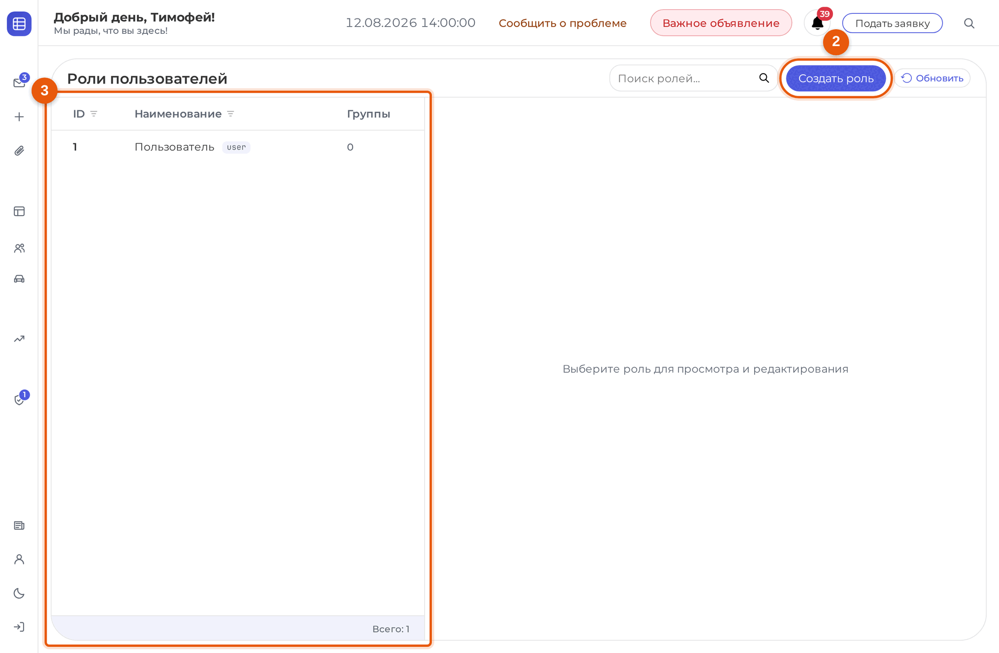 Добрый день, Тимофей!
Мы рады, что вы здесь!
12.08.2026 14:00:00
Сообщить о проблеме
Важное объявление
39
Подать заявку
2
3
3
Роли пользователей
Поиск ролей...
Создать роль
Обновить
ID
Наименование
Группы
1
Пользователь
user
0
Выберите роль для просмотра и редактирования
1
Всего: 1